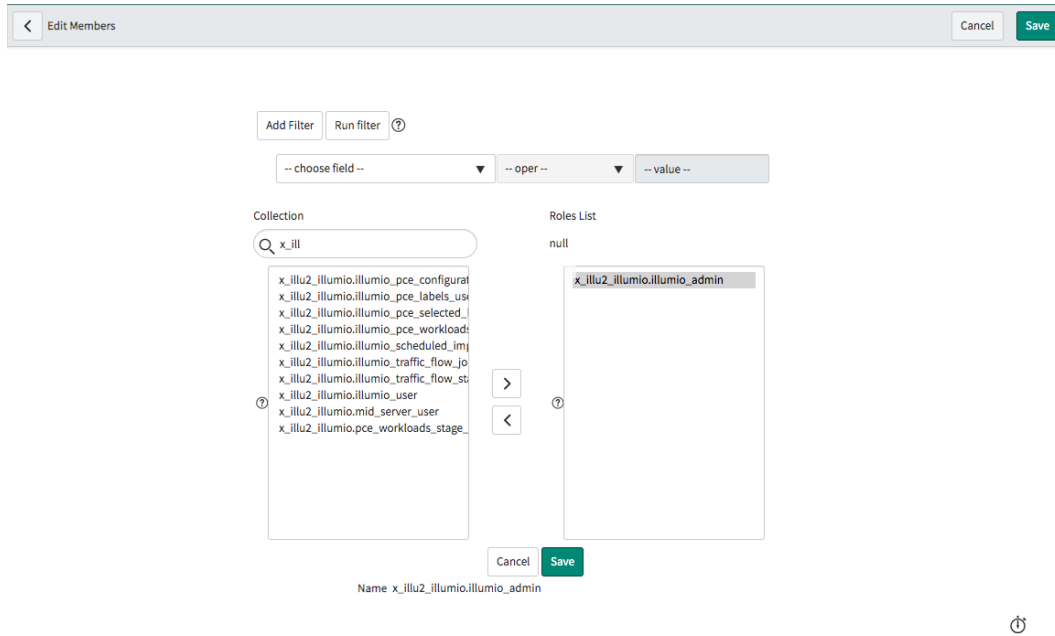 Edit Members
Cancel
Save
Add Filter
Run filter
-- choose field --
-- oper --
-- value --
Collection
Roles List
x_ill
null
x_illu2_illumio.illumio_pce_configurat
x_illu2_illumio.illumio_pce_labels_use
x_illu2_illumio.illumio_pce_selected_
x_illu2_illumio.illumio_pce_workloads
x_illu2_illumio.illumio_scheduled_imp
x_illu2_illumio.illumio_traffic_flow_jo
x_illu2_illumio.illumio_traffic_flow_sta
x_illu2_illumio.illumio_user
x_illu2_illumio.mid_server_user
x_illu2_illumio.pce_workloads_stage_
x_illu2_illumio.illumio_admin
Cancel
Save
Name x_illu2_illumio.illumio_admin